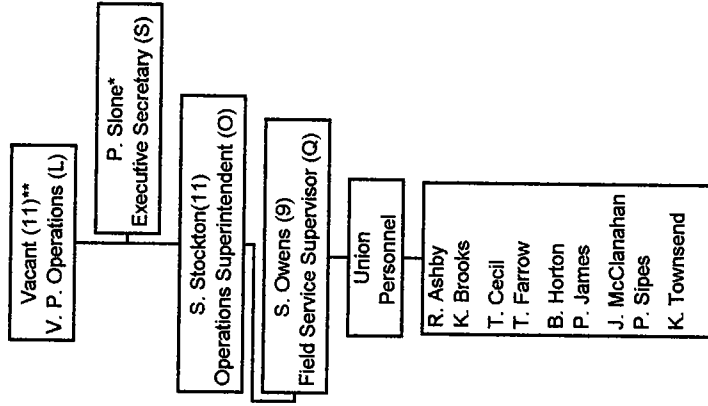 Vacant (11)**
V. P. Operations (L)
P. Slone*
Executive Secretary (S)
S. Stockton(11)
Operations Superintendent (O)
S. Owens (9)
Field Service Supervisor (Q)
Union
Personnel
R. Ashby
K. Brooks
T. Cecil
T. Farrow
B. Horton
P. James
J. McClanahan
P. Sipes
K. Townsend